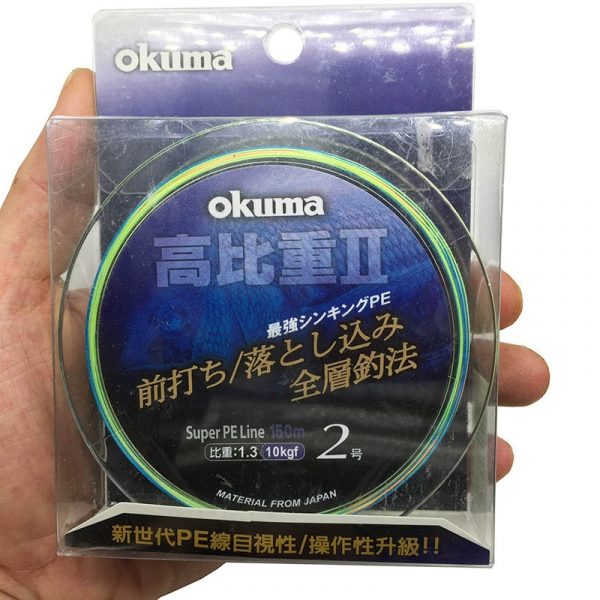 okuma
okuma
高比重II
最強シンキングPE
前打ち/落とし込み
全層釣法
Super PE Line 150m
比重:1.3 10kgf 2号
MATERIAL FROM JAPAN
新世代PE線目視性/操作性升級!!